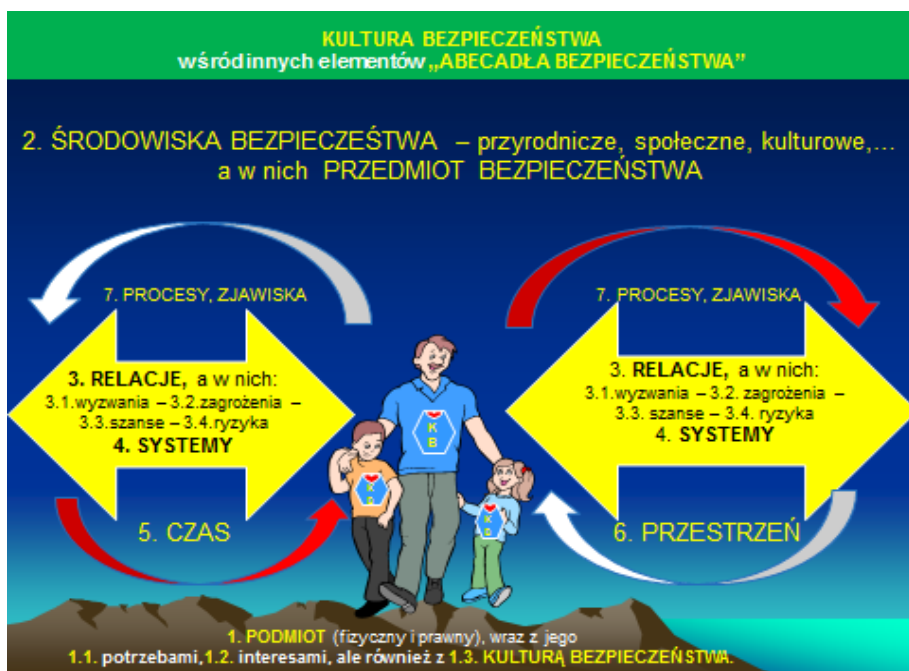 KULTURA BEZPIECZEŃSTWA
wśród innych elementów „ABECADŁA BEZPIECZEŃSTWA”
2. ŚRODOWISKA BEZPIECZEŚTWA – przyrodnicze, społeczne, kulturowe,...
a w nich PRZEDMIOT BEZPIECZEŃSTWA
7. PROCESY, ZJAWISKA
3. RELACJE, a w nich:
3.1.wyzwania – 3.2.zagrożenia –
3.3.szanse – 3.4.ryzyka
4. SYSTEMY
5. CZAS
7. PROCESY, ZJAWISKA
3. RELACJE, a w nich:
3.1.wyzwania – 3.2. zagrożenia –
3.3. szanse – 3.4. ryzyka
4. SYSTEMY
6. PRZESTRZEŃ
K
B
K
B
K
B
1. PODMIOT (fizyczny i prawny), wraz z jego
1.1. potrzebami,1.2. interesami, ale również z 1.3. KULTURĄ BEZPIECZEŃSTWA.